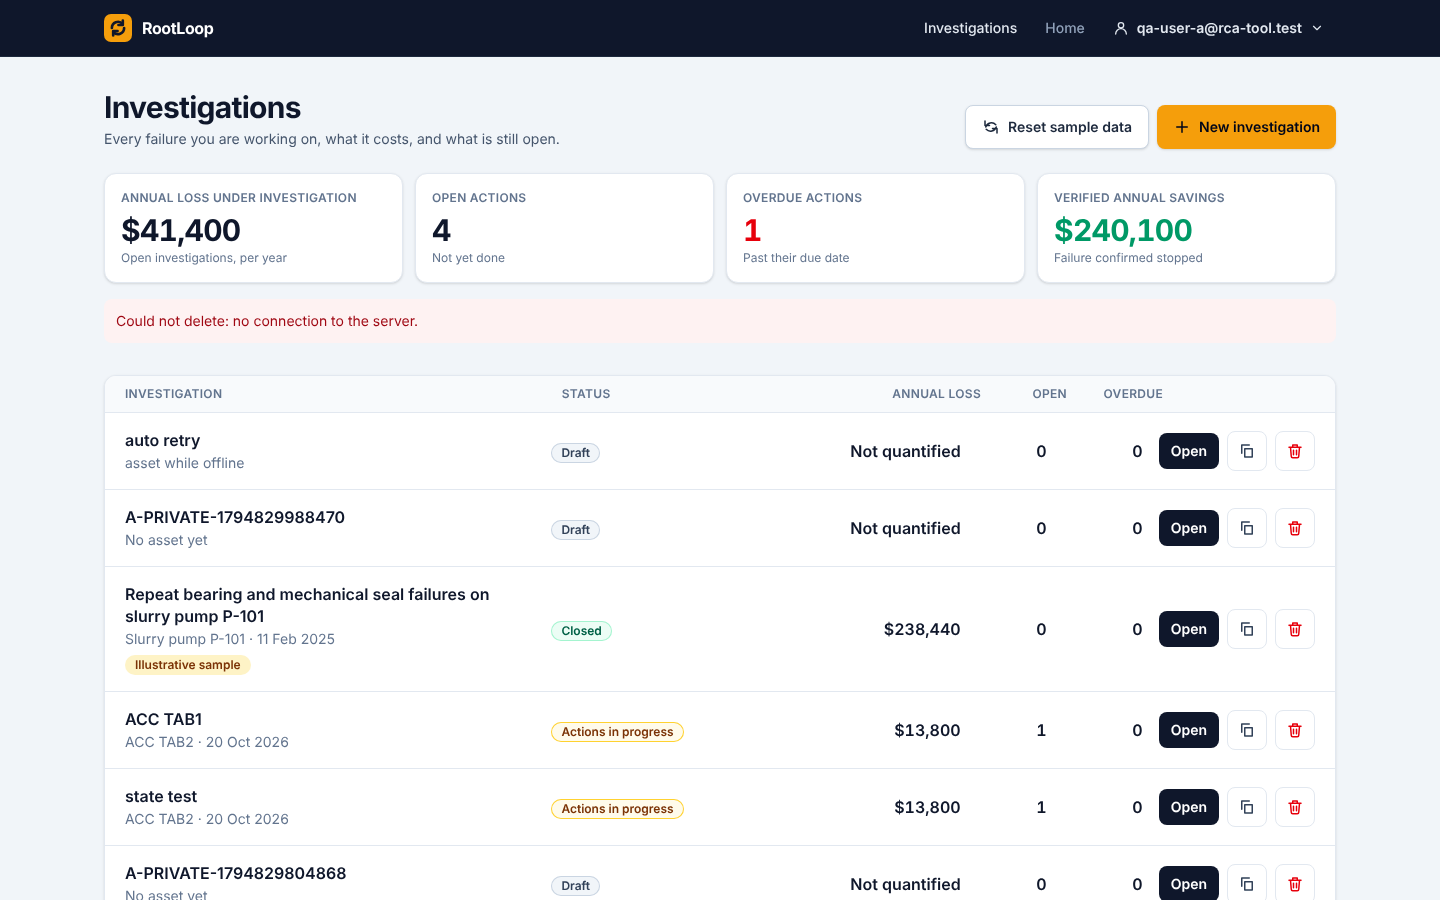 RootLoop
Investigations
Home
qa-user-a@rca-tool.test
Investigations
Every failure you are working on, what it costs, and what is still open.
Reset sample data
New investigation
ANNUAL LOSS UNDER INVESTIGATION
$41,400
Open investigations, per year
OPEN ACTIONS
4
Not yet done
OVERDUE ACTIONS
1
Past their due date
VERIFIED ANNUAL SAVINGS
$240,100
Failure confirmed stopped
Could not delete: no connection to the server.
INVESTIGATION STATUS ANNUAL LOSS OPEN OVERDUE
auto retry
asset while offline
Draft Not quantified 0 0 Open
A-PRIVATE-1794829988470
No asset yet
Draft Not quantified 0 0 Open
Repeat bearing and mechanical seal failures on
slurry pump P-101
Slurry pump P-101 · 11 Feb 2025
Illustrative sample
Closed $238,440 0 0 Open
ACC TAB1
ACC TAB2 · 20 Oct 2026
Actions in progress $13,800 1 0 Open
state test
ACC TAB2 · 20 Oct 2026
Actions in progress $13,800 1 0 Open
A-PRIVATE-1794829804868
No asset yet
Draft Not quantified 0 0 Open